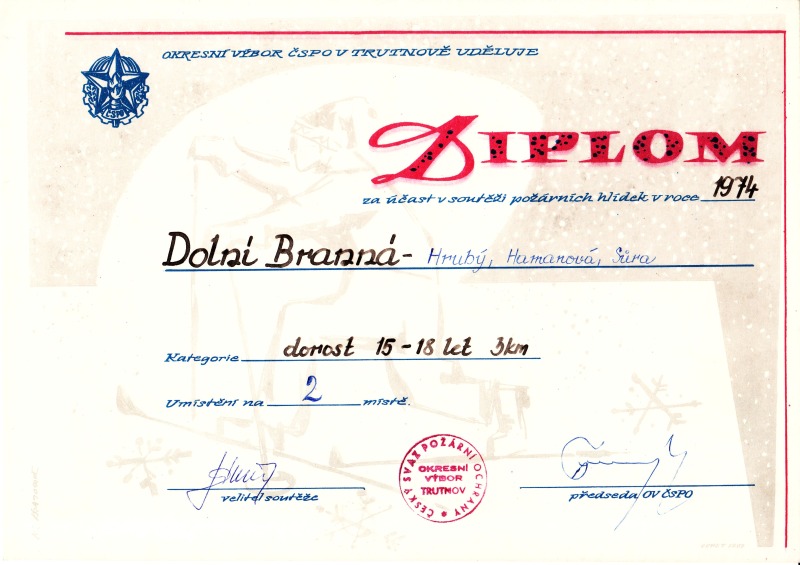 OKRESNÍ VÝBOR ČSPO V TRUTNOVĚ UDĚLUJE
ČSPO
DIPLOM
za účast v soutěži požárních hlídek v roce 1974
Dolní Branná - Hrubý, Hamanová, Sůra
Kategorie dorost 15-18 let 3km
Umístění na 2 místě.
ČESKÝ SVAZ POŽÁRNÍ OCHRANY
OKRESNÍ
VÝBOR
TRUTNOV
velitel soutěže
předseda OV ČSPO